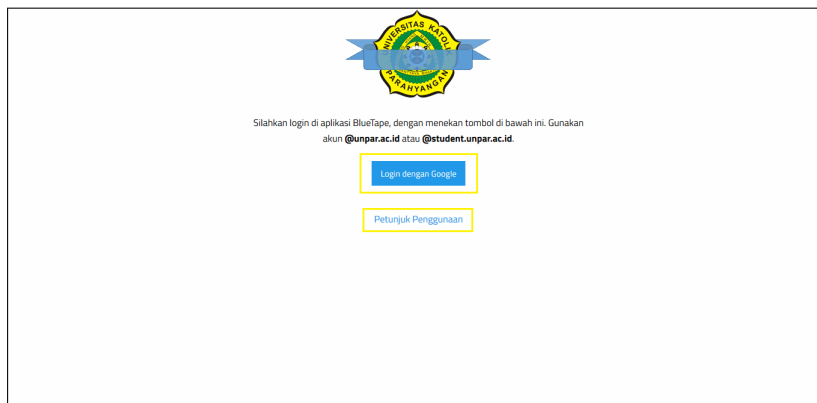 UNIVERSITAS KATOLIK
PARAHYANGAN
Silahkan login di aplikasi BlueTape, dengan menekan tombol di bawah ini. Gunakan
akun @unpar.ac.id atau @student.unpar.ac.id.
Login dengan Google
Petunjuk Penggunaan